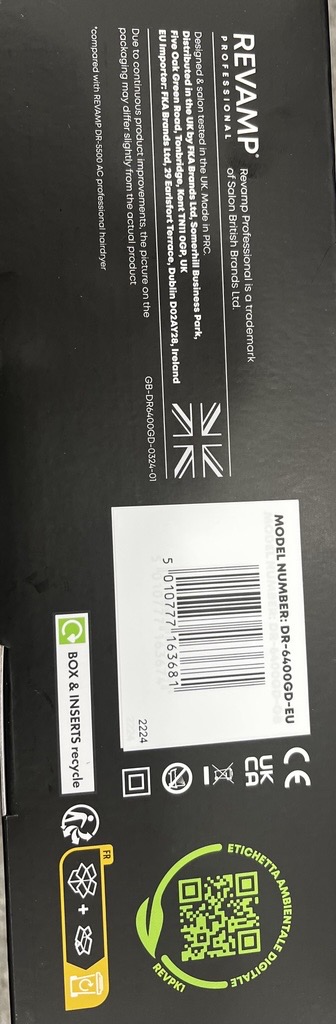 REVAMP®
PROFESSIONAL
Revamp Professional is a trademark
of Salon British Brands Ltd.
Designed & salon tested in the UK. Made in PRC.
Distributed in the UK by FKA Brands Ltd, Somerhill Business Park,
Five Oak Green Road, Tonbridge, Kent TN11 0GP, UK
EU Importer: FKA Brands Ltd, 29 Earlsfort Terrace, Dublin D02AY28, Ireland
Due to continuous product improvements, the picture on the
packaging may differ slightly from the actual product
GB-DR6400GD-0324-01
*compared with REVAMP DR-5500 AC professional hairdryer
MODEL NUMBER: DR-6400GD-EU
5 010777 163681
2224
CE
UK
CA
BOX & INSERTS recycle
FR
+
ETICHETTA AMBIENTALE DIGITALE
REVPK1